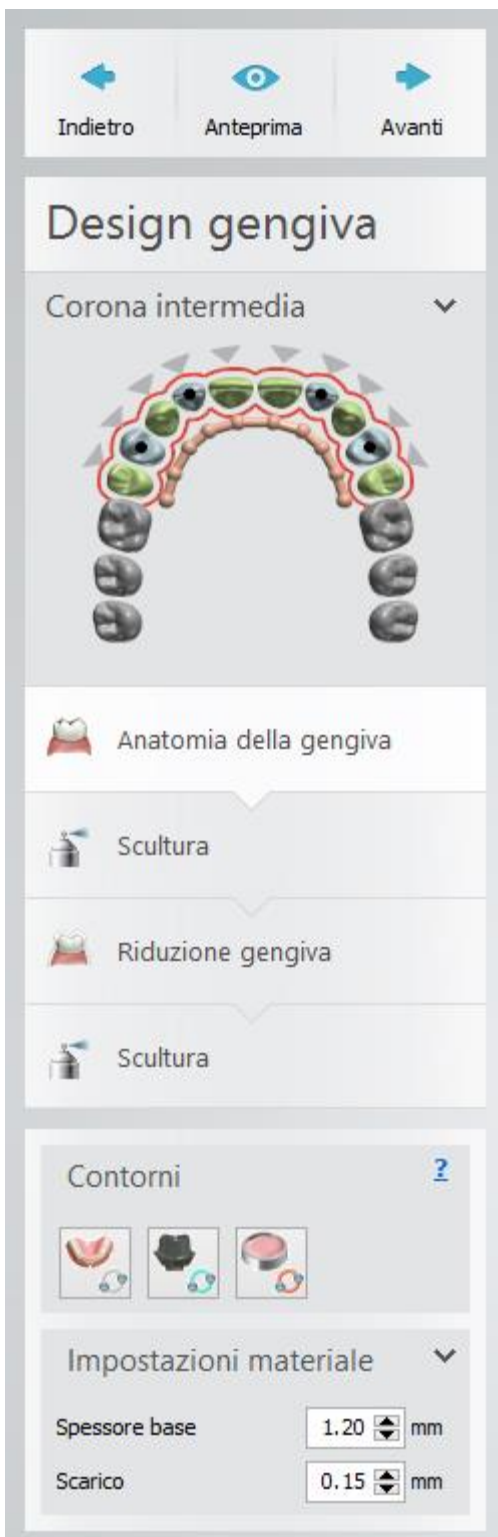 Indietro Anteprima Avanti
Design gengiva
Corona intermedia
Anatomia della gengiva
Scultura
Riduzione gengiva
Scultura
Contorni ?
Impostazioni materiale
Spessore base 1.20 mm
Scarico 0.15 mm